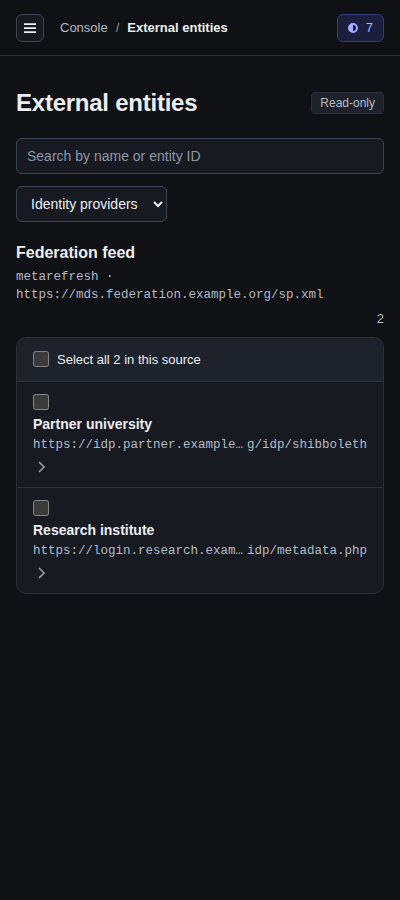 Console / External entities
7
External entities
Read-only
Search by name or entity ID
Identity providers
Federation feed
metarefresh ·
https://mds.federation.example.org/sp.xml
2
Select all 2 in this source
Partner university
https://idp.partner.example… g/idp/shibboleth
Research institute
https://login.research.exam… idp/metadata.php